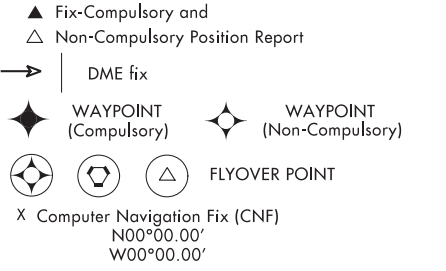 Fix-Compulsory and
Non-Compulsory Position Report
DME fix
WAYPOINT
(Compulsory)
WAYPOINT
(Non-Compulsory)
FLYOVER POINT
X Computer Navigation Fix (CNF)
N00°00.00′
W00°00.00′